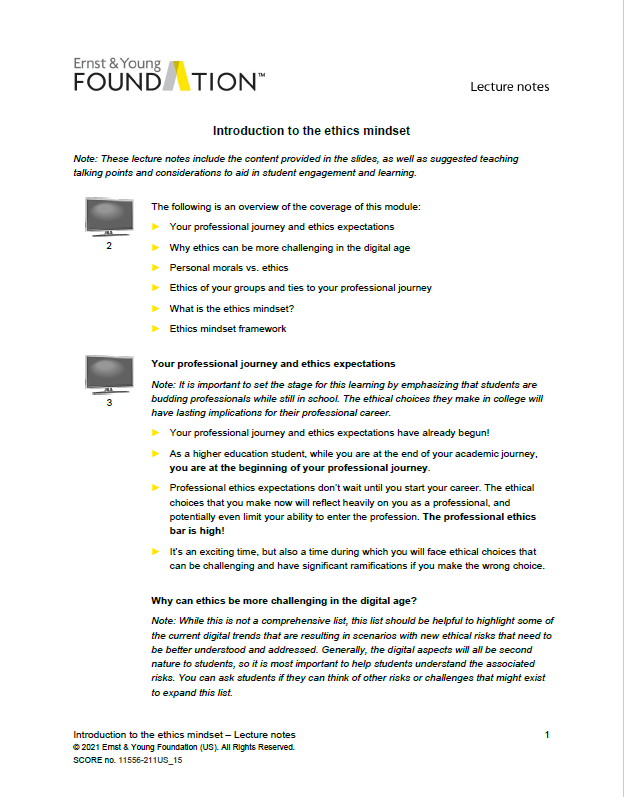 Ernst & Young
FOUNDATION™
Lecture notes
Introduction to the ethics mindset
Note: These lecture notes include the content provided in the slides, as well as suggested teaching
talking points and considerations to aid in student engagement and learning.
2
The following is an overview of the coverage of this module:
► Your professional journey and ethics expectations
► Why ethics can be more challenging in the digital age
► Personal morals vs. ethics
► Ethics of your groups and ties to your professional journey
► What is the ethics mindset?
► Ethics mindset framework
3
Your professional journey and ethics expectations
Note: It is important to set the stage for this learning by emphasizing that students are
budding professionals while still in school. The ethical choices they make in college will
have lasting implications for their professional career.
► Your professional journey and ethics expectations have already begun!
► As a higher education student, while you are at the end of your academic journey,
you are at the beginning of your professional journey.
► Professional ethics expectations don't wait until you start your career. The ethical
choices that you make now will reflect heavily on you as a professional, and
potentially even limit your ability to enter the profession. The professional ethics
bar is high!
► It's an exciting time, but also a time during which you will face ethical choices that
can be challenging and have significant ramifications if you make the wrong choice.
Why can ethics be more challenging in the digital age?
Note: While this is not a comprehensive list, this list should be helpful to highlight some of
the current digital trends that are resulting in scenarios with new ethical risks that need to
be better understood and addressed. Generally, the digital aspects will all be second
nature to students, so it is most important to help students understand the associated
risks. You can ask students if they can think of other risks or challenges that might exist
to expand this list.
Introduction to the ethics mindset – Lecture notes
1
© 2021 Ernst & Young Foundation (US). All Rights Reserved.
SCORE no. 11556-211US_15